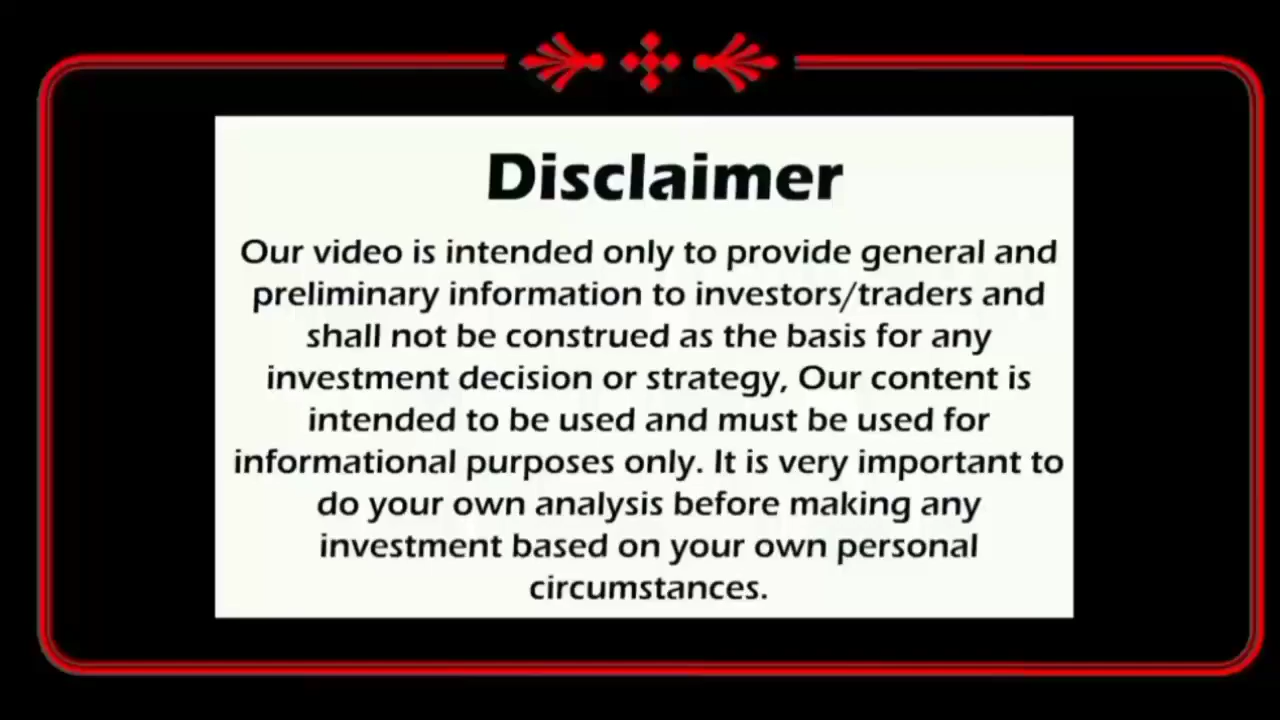 Disclaimer
Our video is intended only to provide general and
preliminary information to investors/traders and
shall not be construed as the basis for any
investment decision or strategy, Our content is
intended to be used and must be used for
informational purposes only. It is very important to
do your own analysis before making any
investment based on your own personal
circumstances.